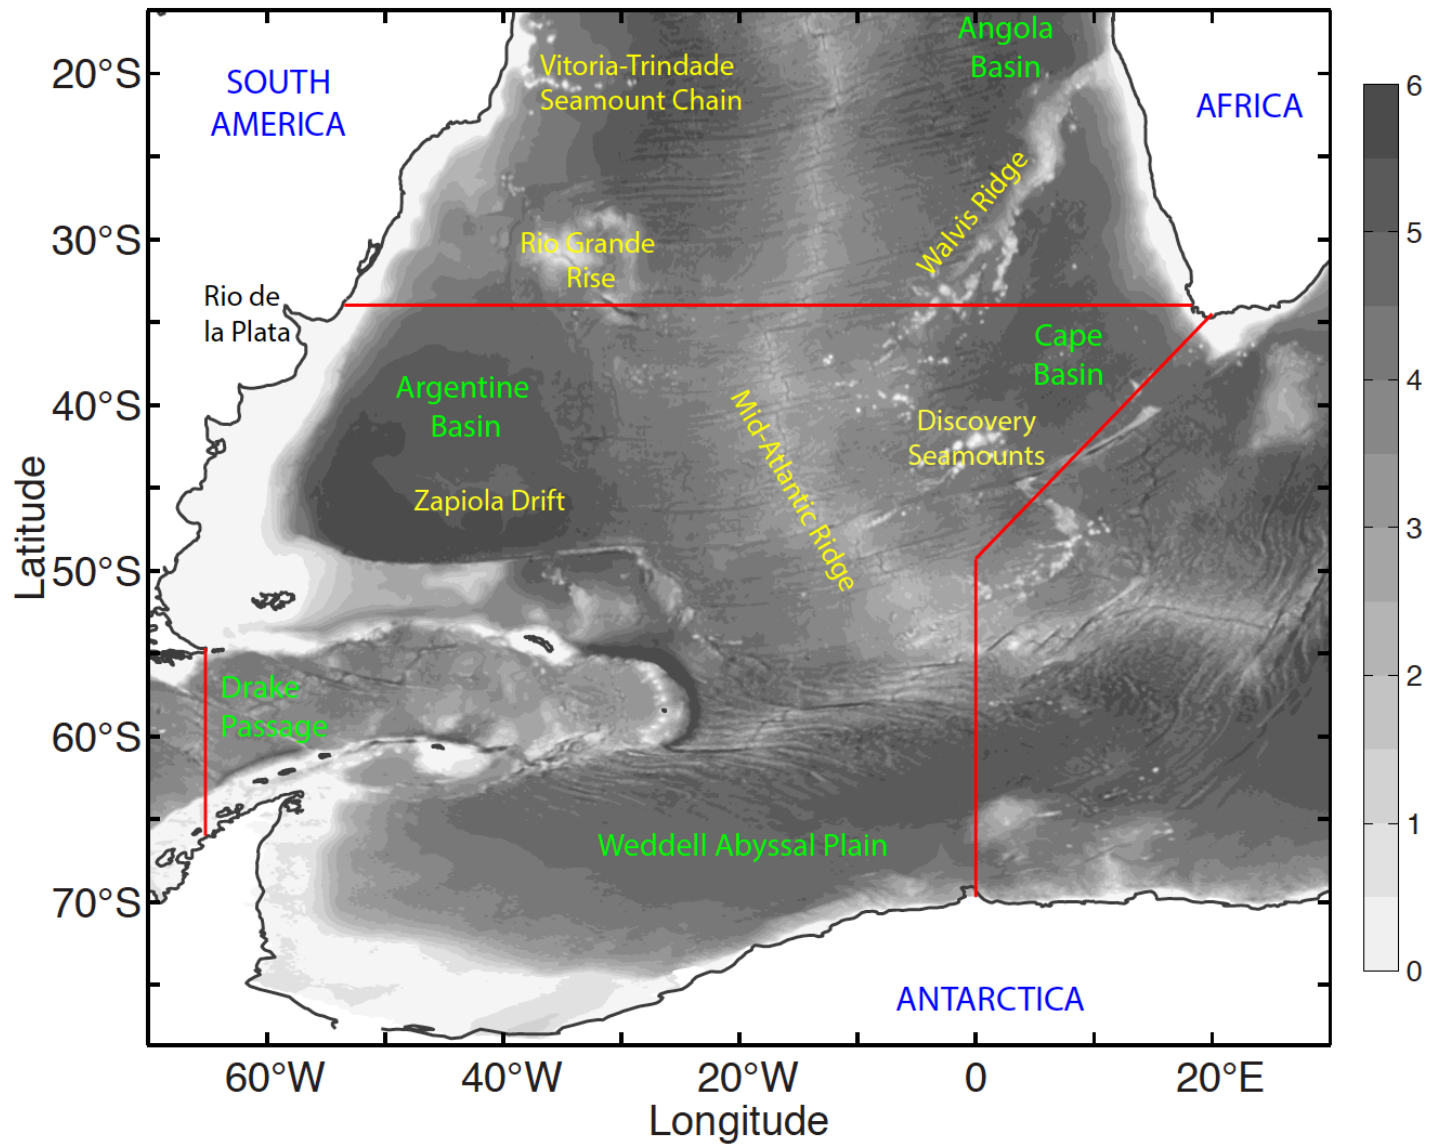 Angola
Basin
20°S
Vitoria-Trindade
Seamount Chain
SOUTH
AMERICA
AFRICA
6
5
4
3
2
1
0
Walvis Ridge
30°S
Rio Grande
Rise
Rio de
la Plata
Cape
Basin
Argentine
Basin
40°S
Mid-Atlantic Ridge
Discovery
Seamounts
Zapiola Drift
Latitude
50°S
Drake
Passage
60°S
Weddell Abyssal Plain
70°S
ANTARCTICA
60°W
40°W
20°W
0
20°E
Longitude